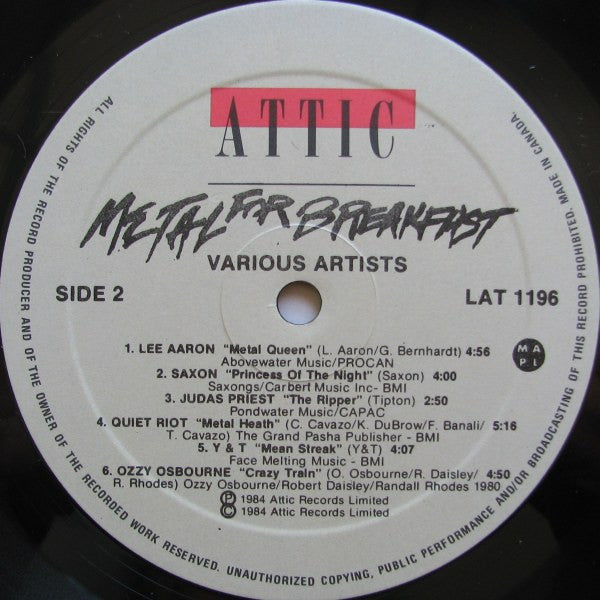 ATTIC
METAL FOR BREAKFAST
VARIOUS ARTISTS
SIDE 2
LAT 1196
1. LEE AARON "Metal Queen" (L. Aaron/G. Bernhardt) 4:56
Abovewater Music/PROCAN
M A
P L
2. SAXON "Princess Of The Night" (Saxon) 4:00
Saxongs/Carbert Music Inc- BMI
3. JUDAS PRIEST "The Ripper" (Tipton) 2:50
Pondwater Music/CAPAC
4. QUIET RIOT "Metal Heath" (C. Cavazo/K. DuBrow/F. Banali/ 5:16
T. Cavazo) The Grand Pasha Publisher - BMI
5. Y & T "Mean Streak" (Y&T) 4:07
Face Melting Music - BMI
6. OZZY OSBOURNE "Crazy Train" (O. Osbourne/R. Daisley/ 4:50
R. Rhodes) Ozzy Osbourne/Robert Daisley/Randall Rhodes 1980
Ⓟ 1984 Attic Records Limited
© 1984 Attic Records Limited
ALL RIGHTS OF THE RECORD PRODUCER AND OF THE OWNER OF THE RECORDED WORK RESERVED. UNAUTHORIZED COPYING, PUBLIC PERFORMANCE AND/OR BROADCASTING OF THIS RECORD PROHIBITED. MADE IN CANADA.